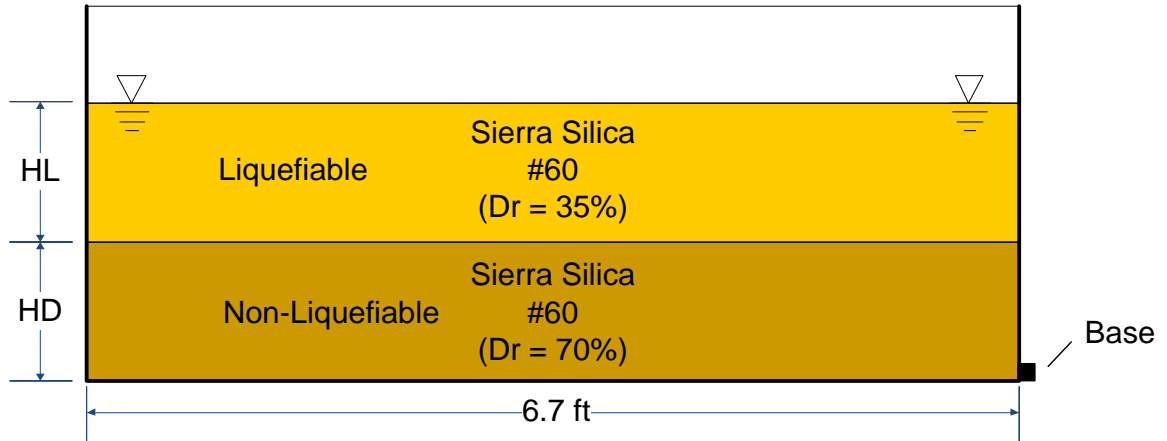 Sierra Silica
#60
(Dr = 35%)
Liquefiable
HL
Sierra Silica
#60
(Dr = 70%)
Non-Liquefiable
HD
Base
6.7 ft